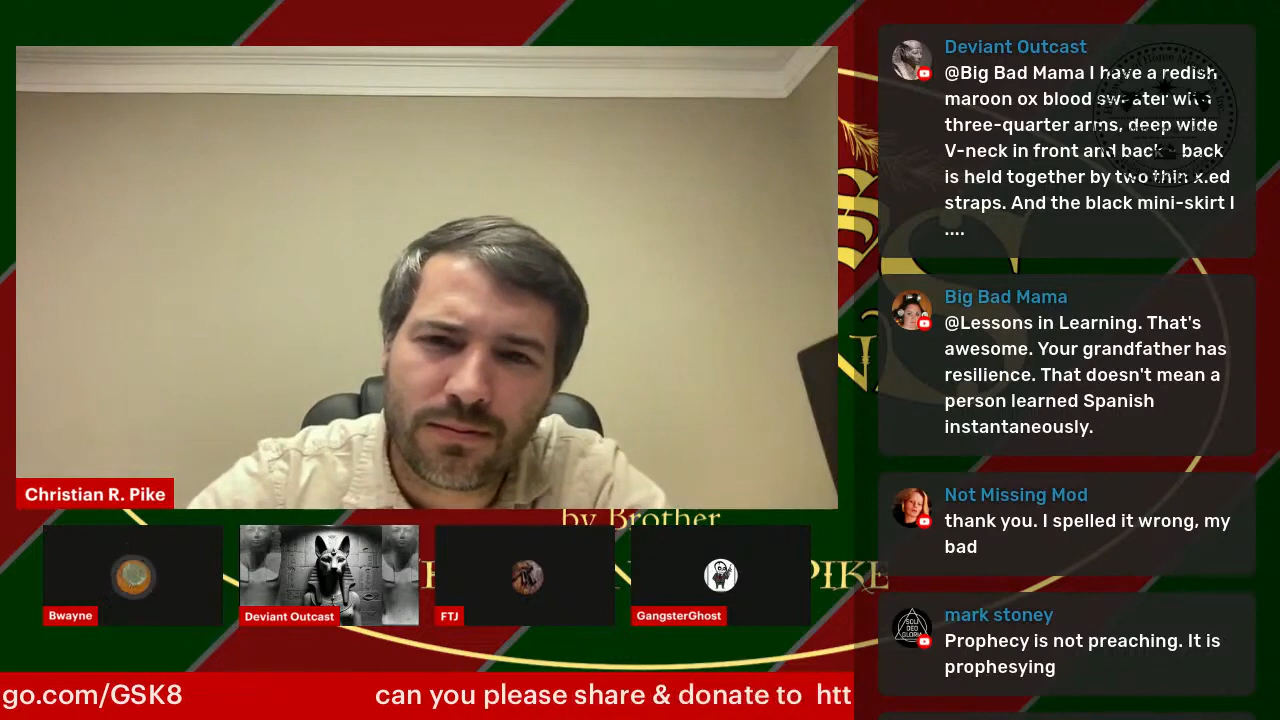 Christian R. Pike
by Brother
PIKE
Bwayne
Deviant Outcast
FTJ
GangsterGhost
go.com/GSK8
can you please share & donate to htt
Deviant Outcast
@Big Bad Mama I have a redish
maroon ox blood sweater with
three-quarter arms, deep wide
V-neck in front and back - back
is held together by two thin x.ed
straps. And the black mini-skirt I
....
Big Bad Mama
@Lessons in Learning. That's
awesome. Your grandfather has
resilience. That doesn't mean a
person learned Spanish
instantaneously.
Not Missing Mod
thank you. I spelled it wrong, my
bad
mark stoney
Prophecy is not preaching. It is
prophesying